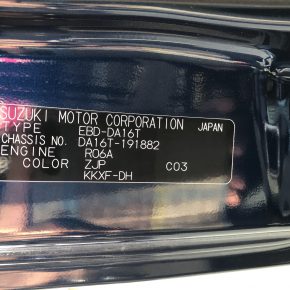 SUZUKI MOTOR CORPORATION JAPAN
TYPE EBD-DA16T
CHASSIS NO. DA16T-191882
ENGINE R06A
COLOR ZJP C03
KKXF-DH